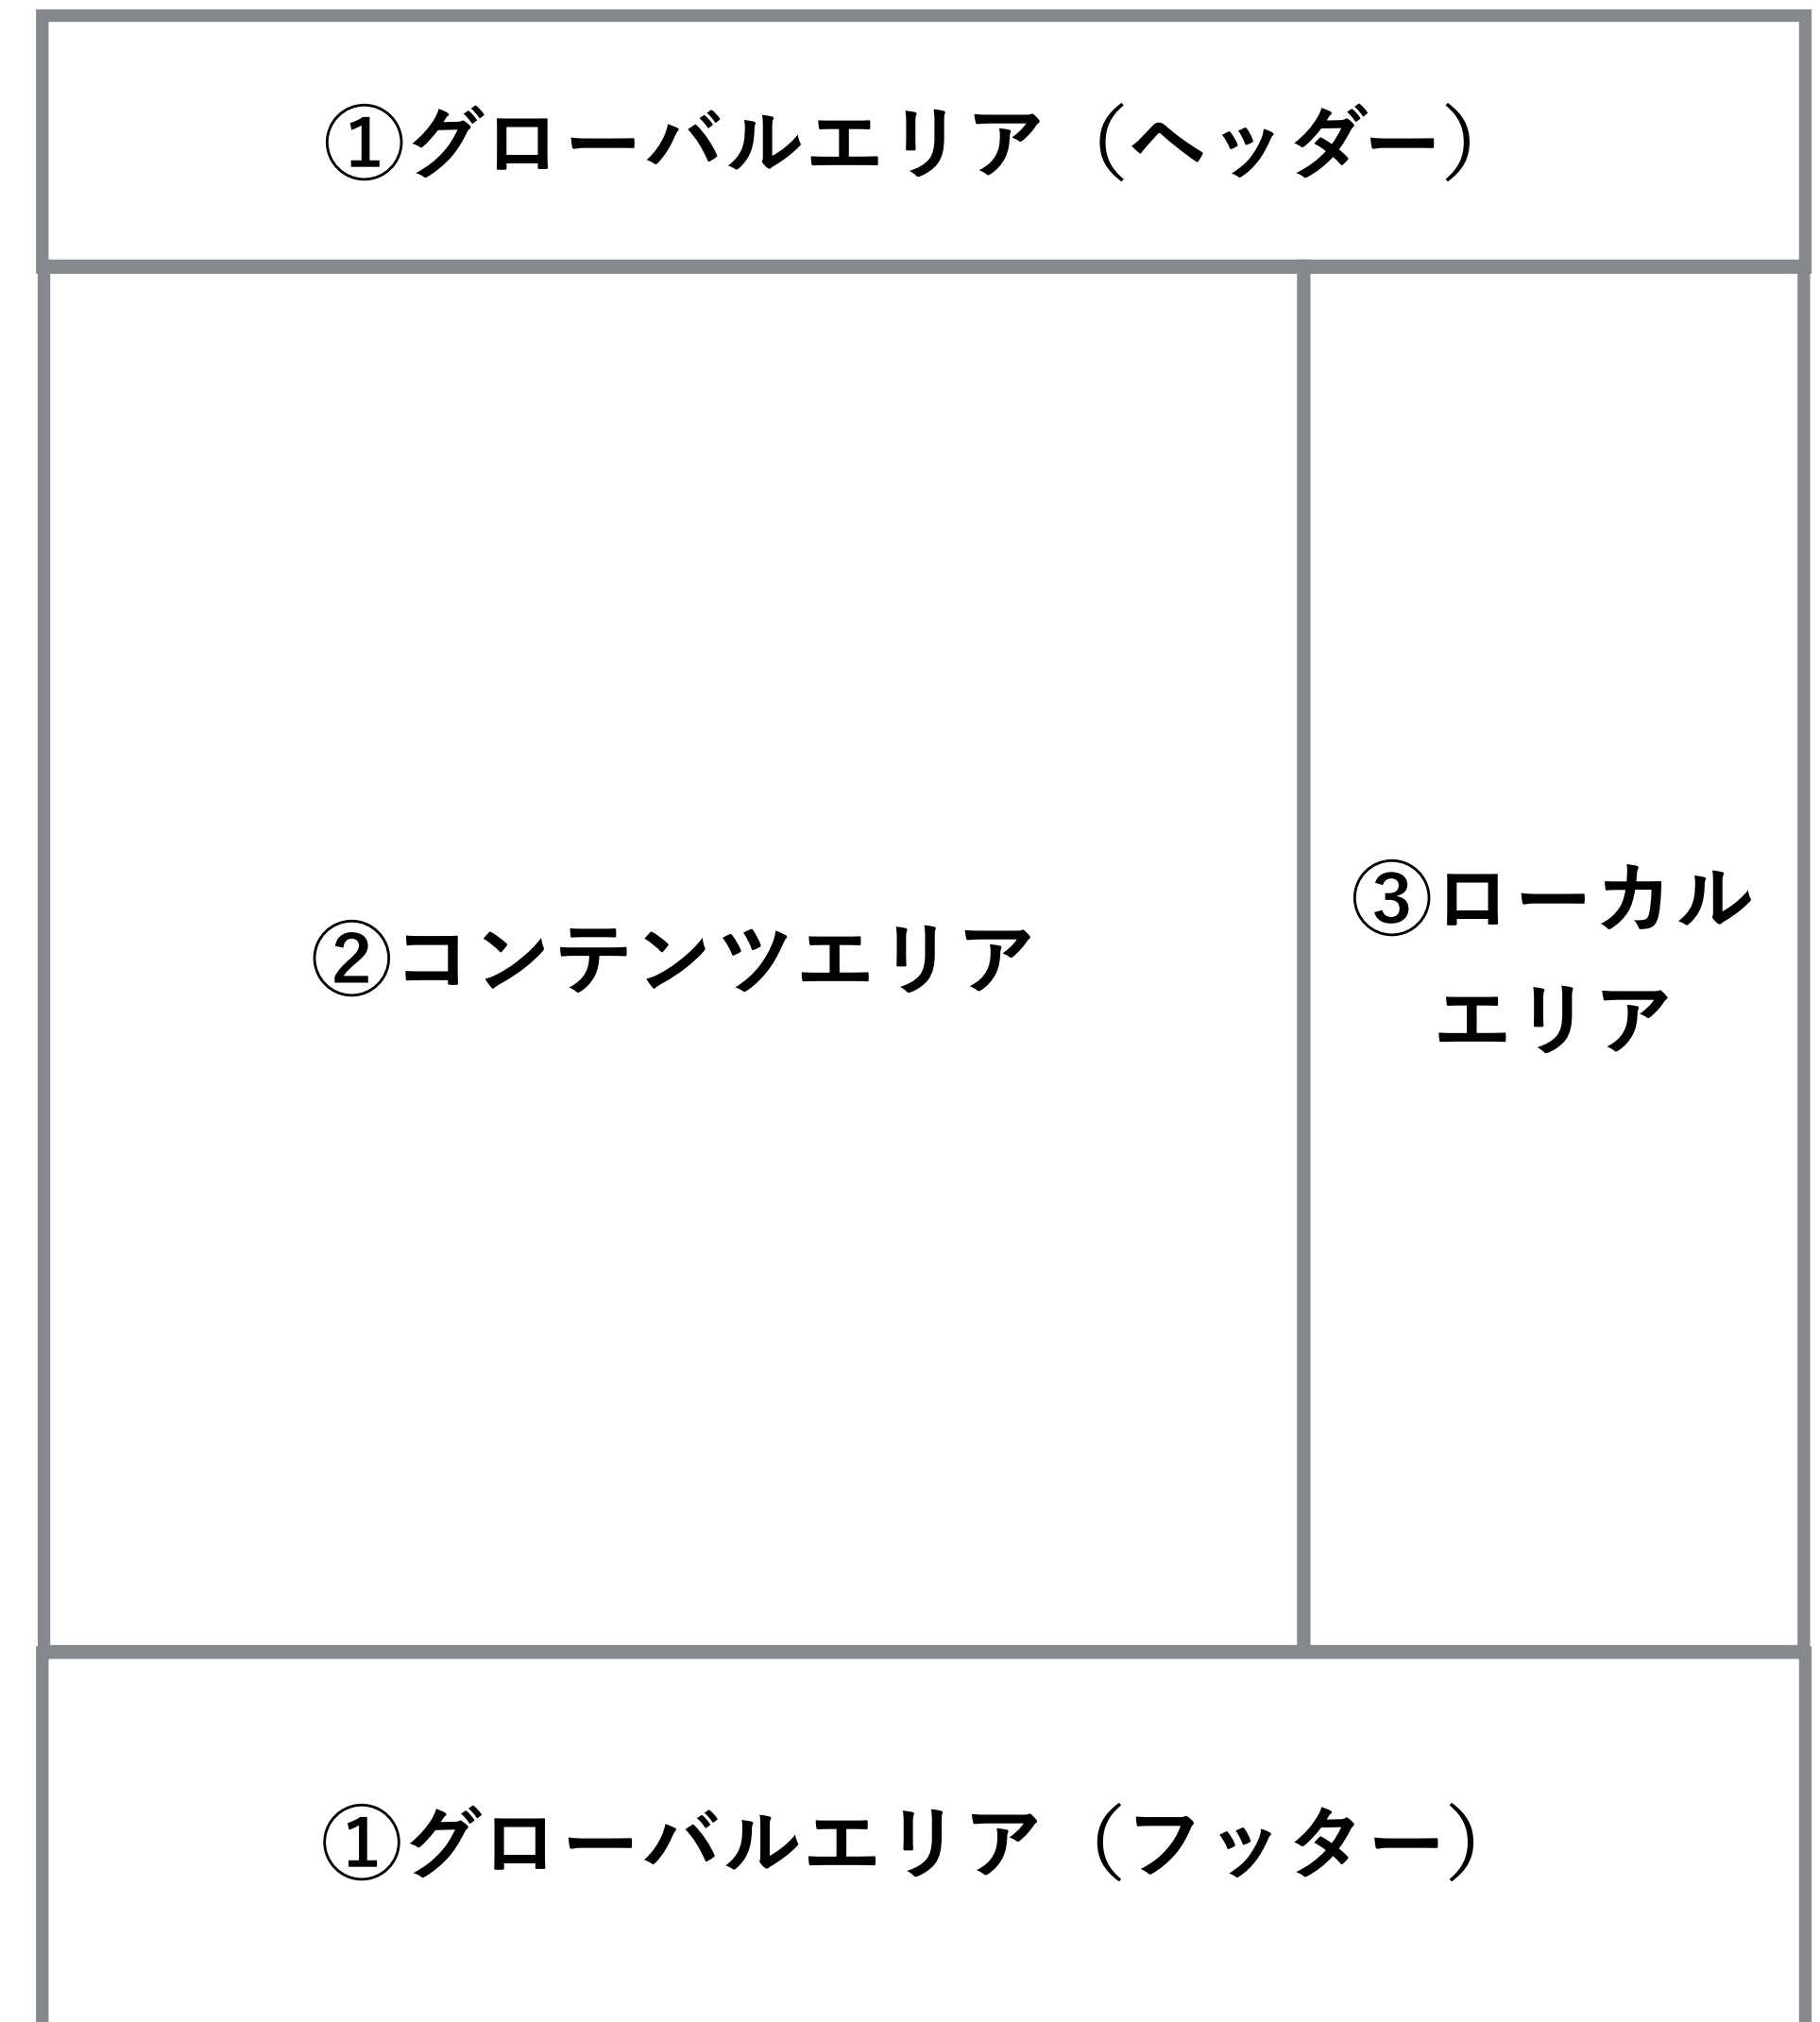 ①グローバルエリア（ヘッダー）
②コンテンツエリア
③ローカル
エリア
①グローバルエリア（フッター）